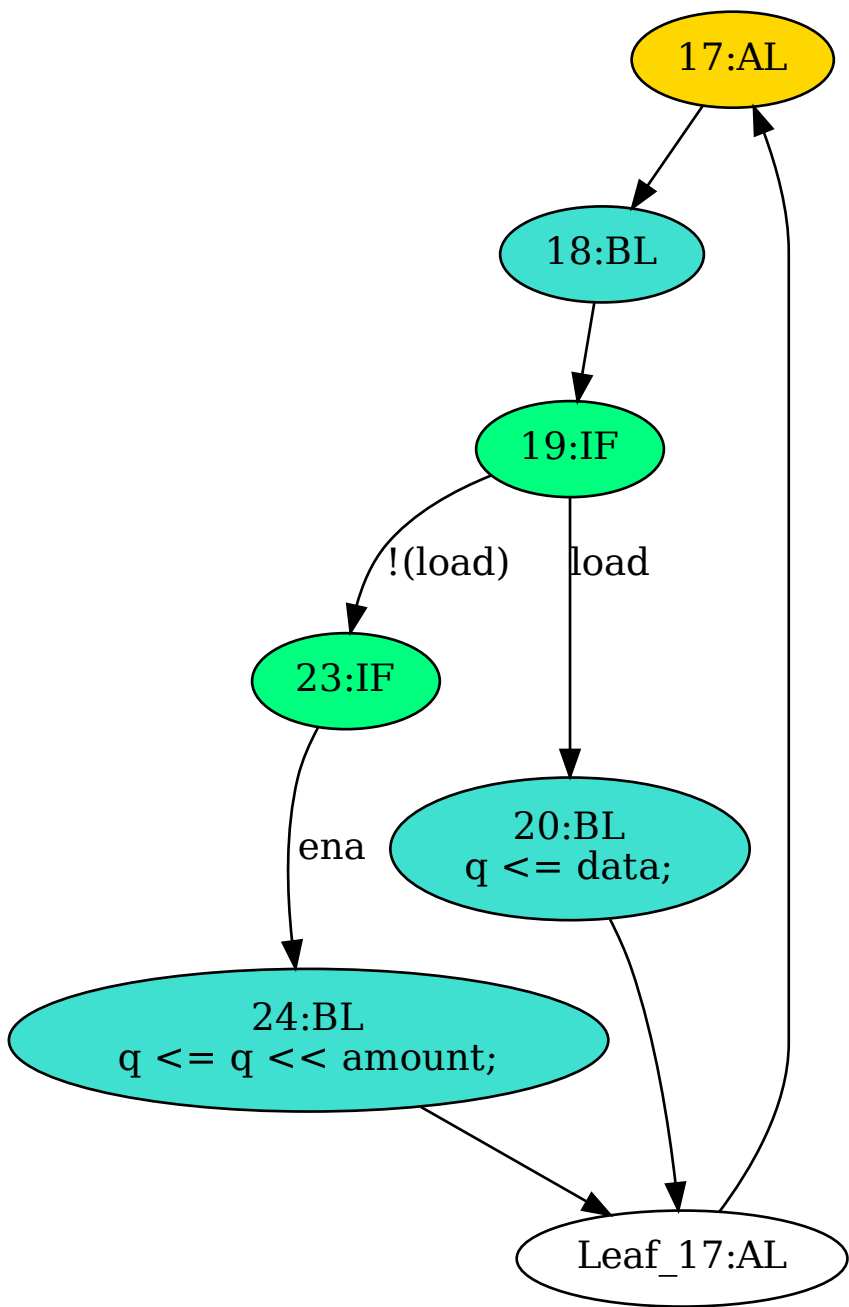 17:AL
18:BL
19:IF
!(load)
load
23:IF
20:BL
q <= data;
ena
24:BL
q <= q << amount;
Leaf_17:AL